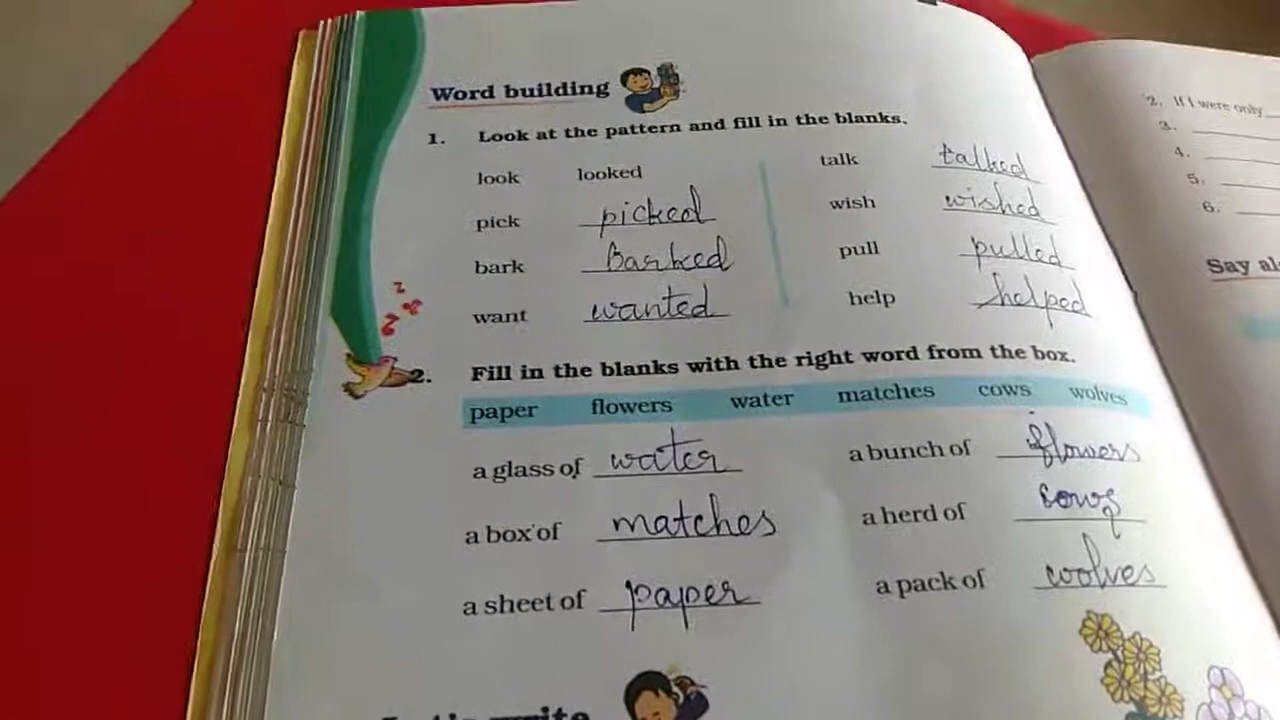 Word building
1. Look at the pattern and fill in the blanks.
look looked talk talked
pick picked wish wished
bark Barked pull pulled
want wanted help helped
2. Fill in the blanks with the right word from the box.
paper flowers water matches cows wolves
a glass of water a bunch of flowers
a box of matches a herd of cows
a sheet of paper a pack of wolves
2. If I were only
3.
4.
5.
6.
Say